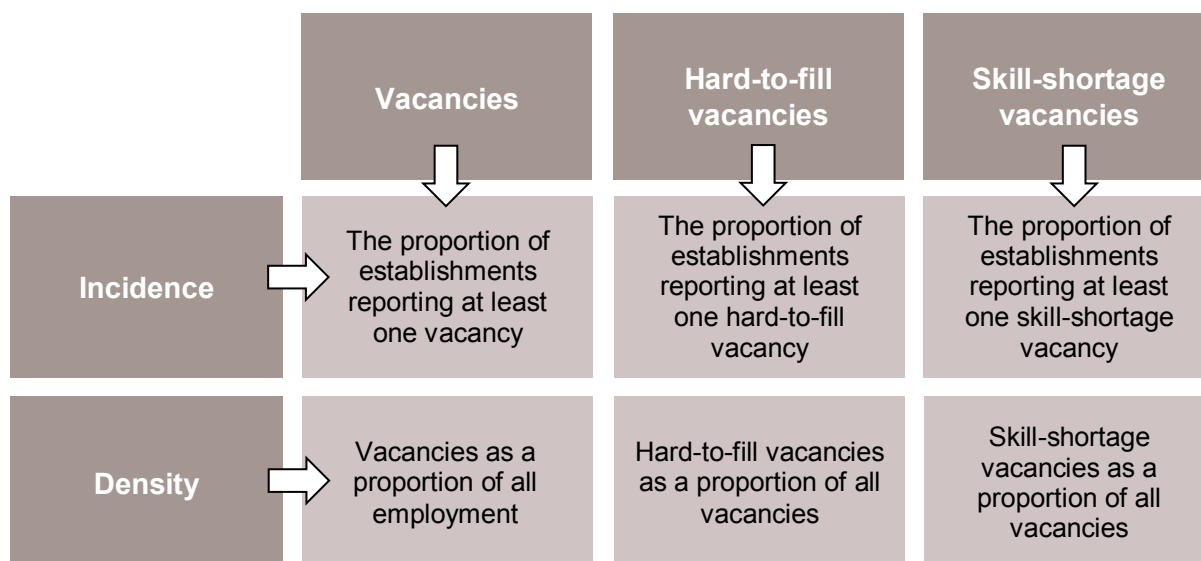 Vacancies
Hard-to-fill
vacancies
Skill-shortage
vacancies
Incidence
The proportion of
establishments
reporting at least
one vacancy
The proportion of
establishments
reporting at least
one hard-to-fill
vacancy
The proportion of
establishments
reporting at least
one skill-shortage
vacancy
Density
Vacancies as a
proportion of all
employment
Hard-to-fill vacancies
as a proportion of all
vacancies
Skill-shortage
vacancies as a
proportion of all
vacancies